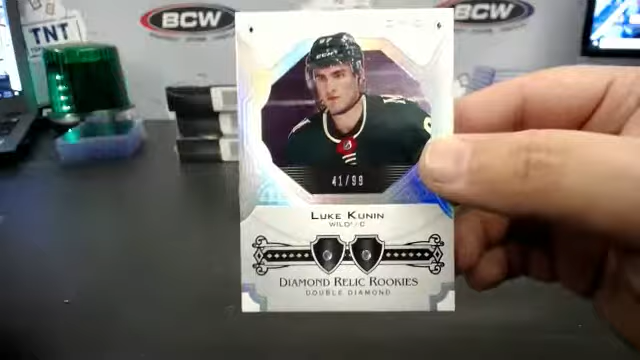 BCW
BCW
TNT
41/99
LUKE KUNIN
WILD® / C
DIAMOND RELIC ROOKIES
DOUBLE DIAMOND